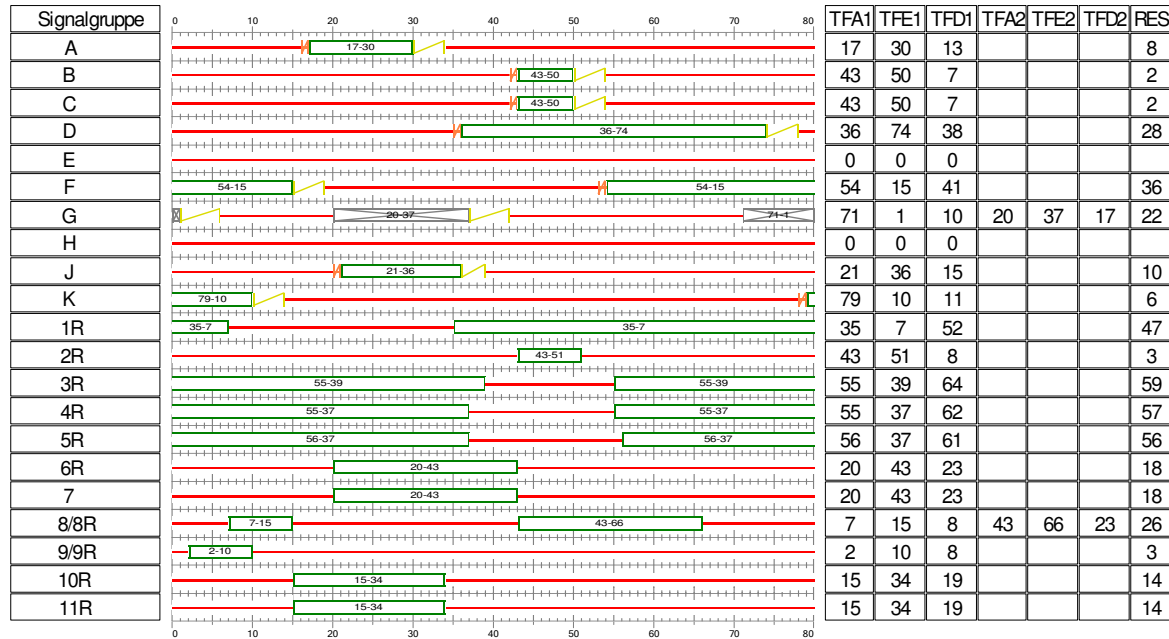 Signalgruppe 0 10 20 30 40 50 60 70 80 TFA1 TFE1 TFD1 TFA2 TFE2 TFD2 RES
A 17-30 17 30 13 8
B 43-50 43 50 7 2
C 43-50 43 50 7 2
D 36-74 36 74 38 28
E 0 0 0
F 54-15 54-15 54 15 41 36
G 20-37 71-1 71 1 10 20 37 17 22
H 0 0 0
J 21-36 21 36 15 10
K 79-10 79 10 11 6
1R 35-7 35-7 35 7 52 47
2R 43-51 43 51 8 3
3R 55-39 55-39 55 39 64 59
4R 55-37 55-37 55 37 62 57
5R 56-37 56-37 56 37 61 56
6R 20-43 20 43 23 18
7 20-43 20 43 23 18
8/8R 7-15 43-66 7 15 8 43 66 23 26
9/9R 2-10 2 10 8 3
10R 15-34 15 34 19 14
11R 15-34 15 34 19 14
0 10 20 30 40 50 60 70 80